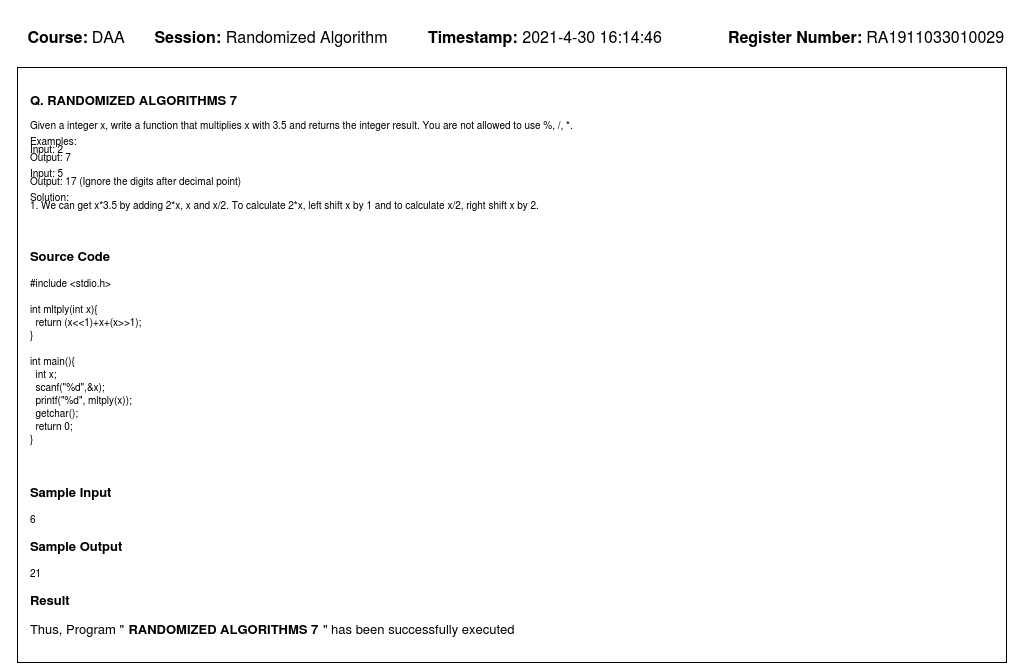 Course: DAA Session: Randomized Algorithm Timestamp: 2021-4-30 16:14:46 Register Number: RA1911033010029
Q. RANDOMIZED ALGORITHMS 7
Given a integer x, write a function that multiplies x with 3.5 and returns the integer result. You are not allowed to use %, /, *.
Examples:
Input: 2
Output: 7
Input: 5
Output: 17 (Ignore the digits after decimal point)
Solution:
1. We can get x*3.5 by adding 2*x, x and x/2. To calculate 2*x, left shift x by 1 and to calculate x/2, right shift x by 2.
Source Code
#include <stdio.h>
int mltply(int x){
return (x<<1)+x+(x>>1);
}
int main(){
int x;
scanf("%d",&x);
printf("%d", mltply(x));
getchar();
return 0;
}
Sample Input
6
Sample Output
21
Result
Thus, Program " RANDOMIZED ALGORITHMS 7 " has been successfully executed